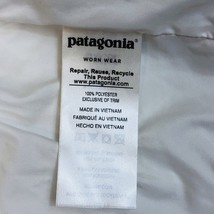 patagonia®
WORN WEAR
Repair, Reuse, Recycle
This Product
www.patagonia.com
100% POLYESTER
EXCLUSIVE OF TRIM
MADE IN VIETNAM
FABRIQUÉ AU VIETNAM
HECHO EN VIETNAM